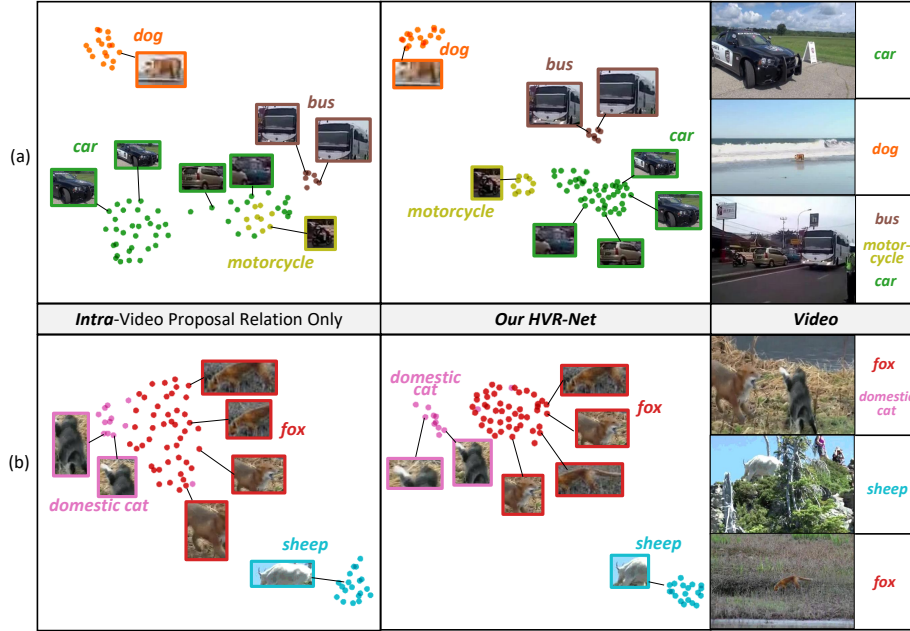 (a)
dog
car
bus
motorcycle
dog
bus
car
motorcycle
car
dog
bus
motor-
cycle
car
Intra-Video Proposal Relation Only
Our HVR-Net
Video
(b)
domestic cat
fox
sheep
domestic
cat
fox
sheep
fox
domestic
cat
sheep
fox